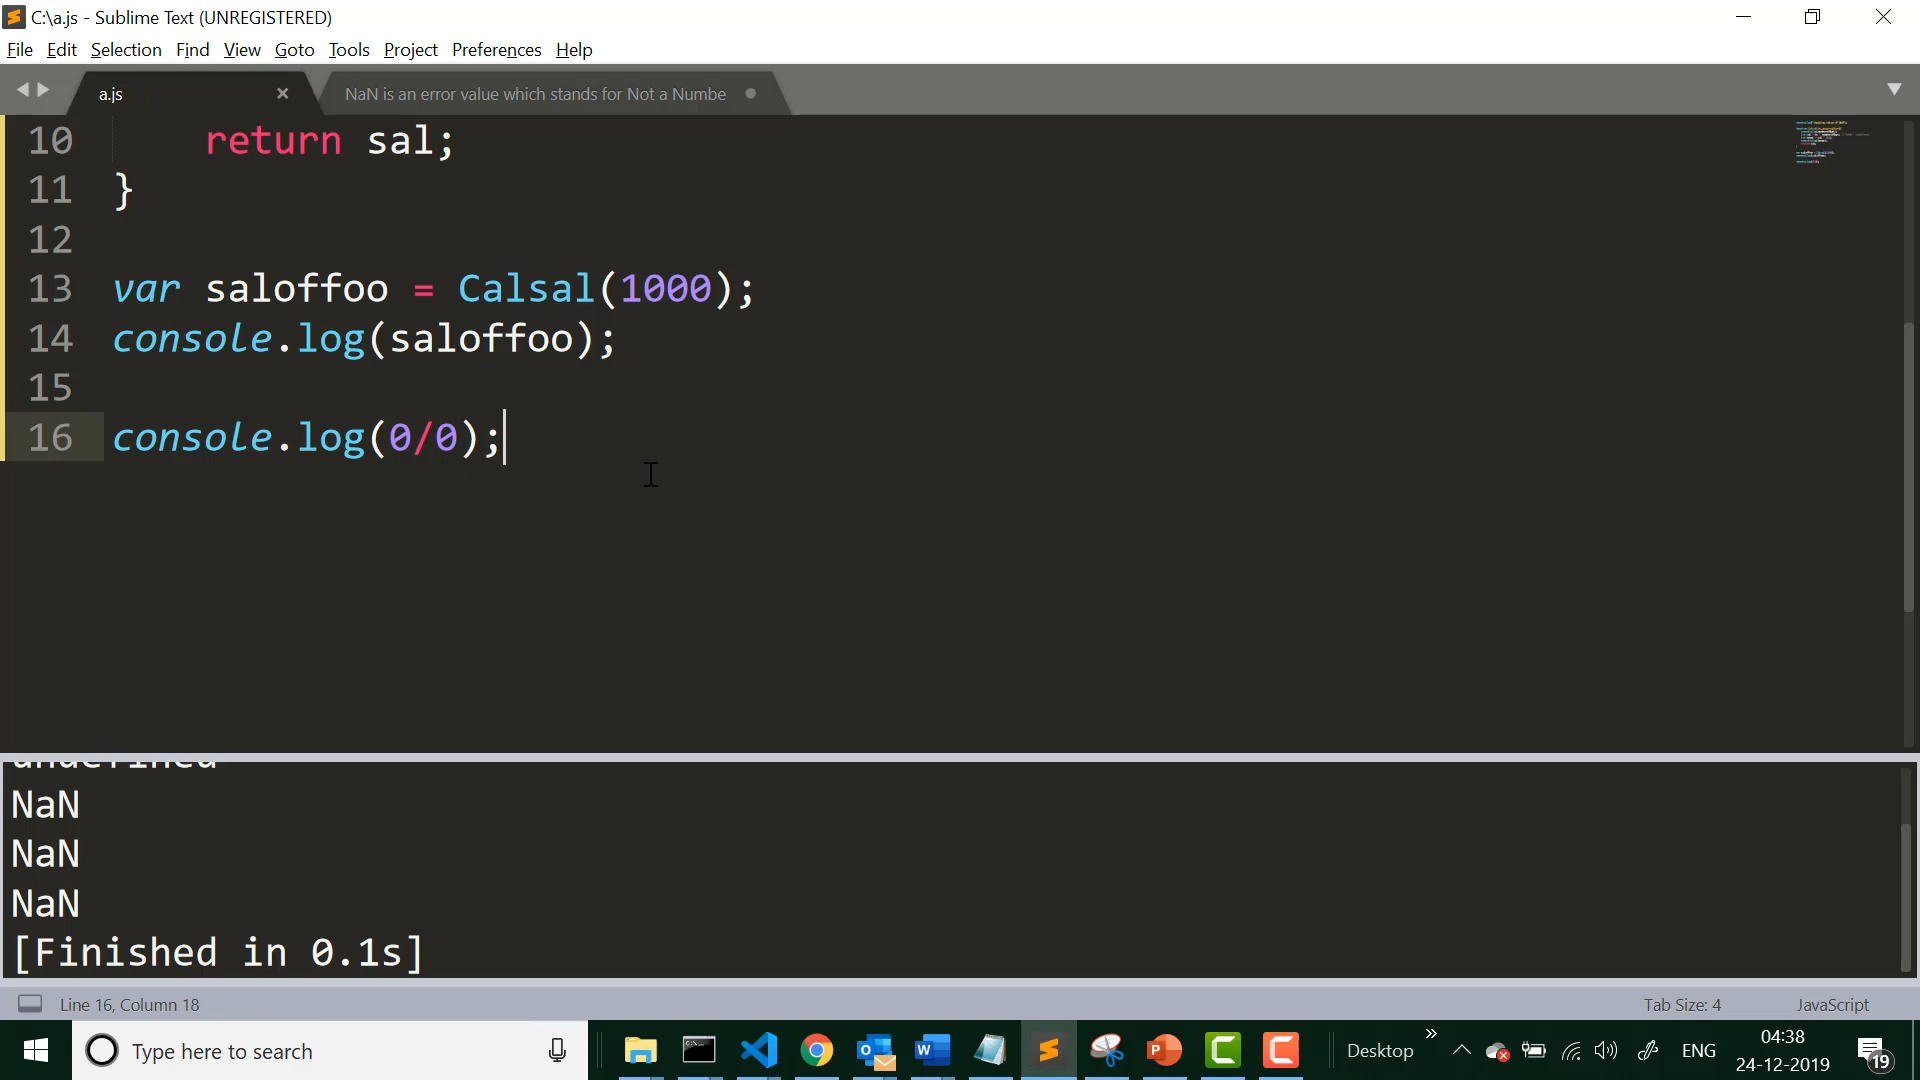 C:\a.js - Sublime Text (UNREGISTERED)
File Edit Selection Find View Goto Tools Project Preferences Help
a.js NaN is an error value which stands for Not a Numbe
10 return sal;
11 }
12
13 var saloffoo = Calsal(1000);
14 console.log(saloffoo);
15
16 console.log(0/0);
undefined
NaN
NaN
NaN
[Finished in 0.1s]
Line 16, Column 18 Tab Size: 4 JavaScript
Type here to search Desktop ENG 04:38
24-12-2019 19